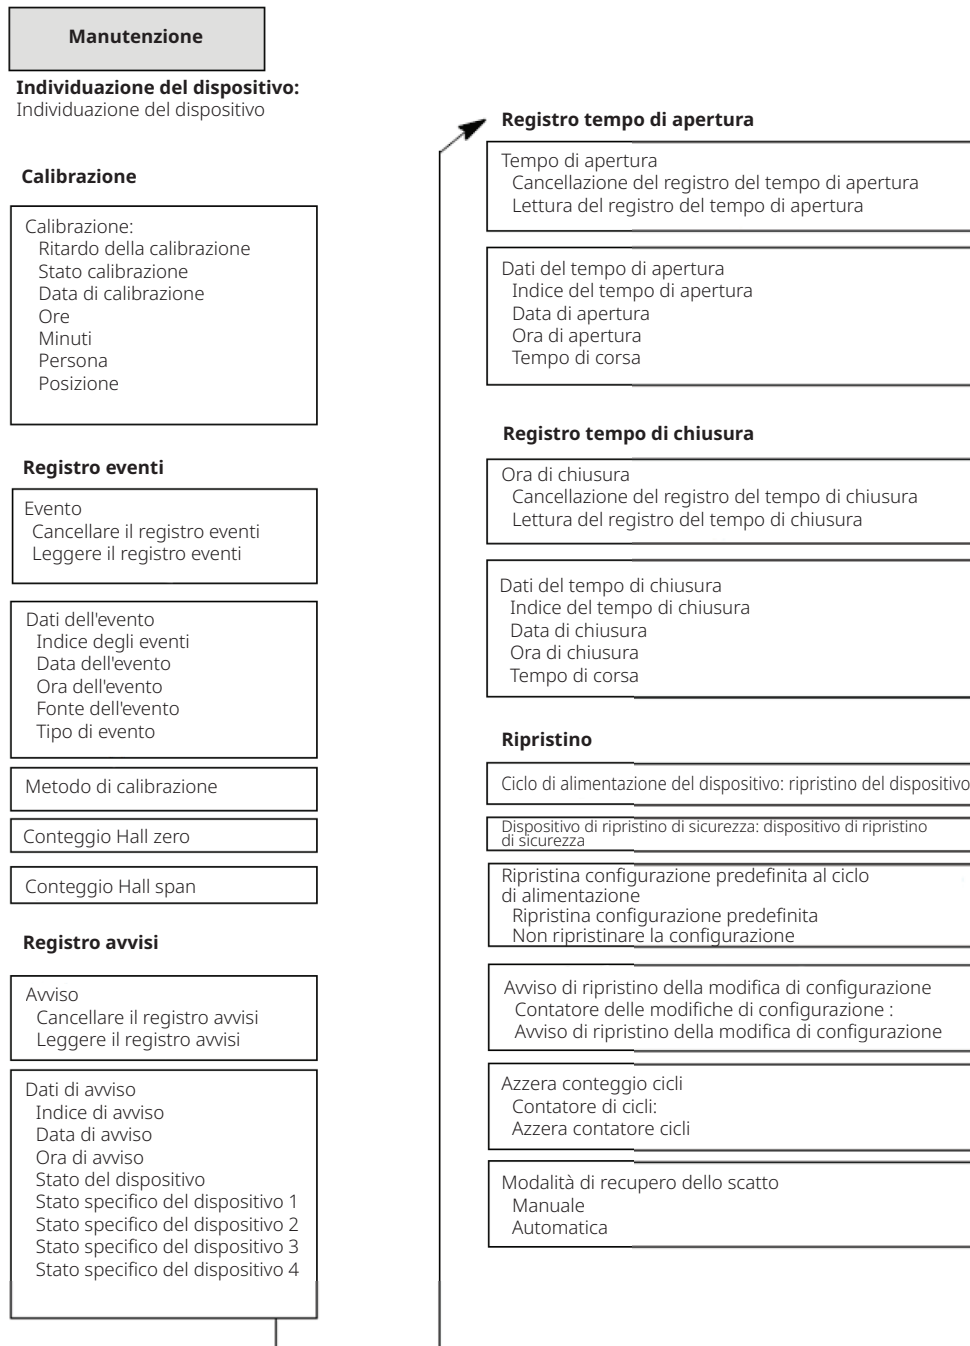 Manutenzione
Individuazione del dispositivo:
Individuazione del dispositivo
Calibrazione
Calibrazione:
Ritardo della calibrazione
Stato calibrazione
Data di calibrazione
Ore
Minuti
Persona
Posizione
Registro eventi
Evento
Cancellare il registro eventi
Leggere il registro eventi
Dati dell'evento
Indice degli eventi
Data dell'evento
Ora dell'evento
Fonte dell'evento
Tipo di evento
Metodo di calibrazione
Conteggio Hall zero
Conteggio Hall span
Registro avvisi
Avviso
Cancellare il registro avvisi
Leggere il registro avvisi
Dati di avviso
Indice di avviso
Data di avviso
Ora di avviso
Stato del dispositivo
Stato specifico del dispositivo 1
Stato specifico del dispositivo 2
Stato specifico del dispositivo 3
Stato specifico del dispositivo 4
Registro tempo di apertura
Tempo di apertura
Cancellazione del registro del tempo di apertura
Lettura del registro del tempo di apertura
Dati del tempo di apertura
Indice del tempo di apertura
Data di apertura
Ora di apertura
Tempo di corsa
Registro tempo di chiusura
Ora di chiusura
Cancellazione del registro del tempo di chiusura
Lettura del registro del tempo di chiusura
Dati del tempo di chiusura
Indice del tempo di chiusura
Data di chiusura
Ora di chiusura
Tempo di corsa
Ripristino
Ciclo di alimentazione del dispositivo: ripristino del dispositivo
Dispositivo di ripristino di sicurezza: dispositivo di ripristino
di sicurezza
Ripristina configurazione predefinita al ciclo
di alimentazione
Ripristina configurazione predefinita
Non ripristinare la configurazione
Avviso di ripristino della modifica di configurazione
Contatore delle modifiche di configurazione :
Avviso di ripristino della modifica di configurazione
Azzera conteggio cicli
Contatore di cicli:
Azzera contatore cicli
Modalità di recupero dello scatto
Manuale
Automatica